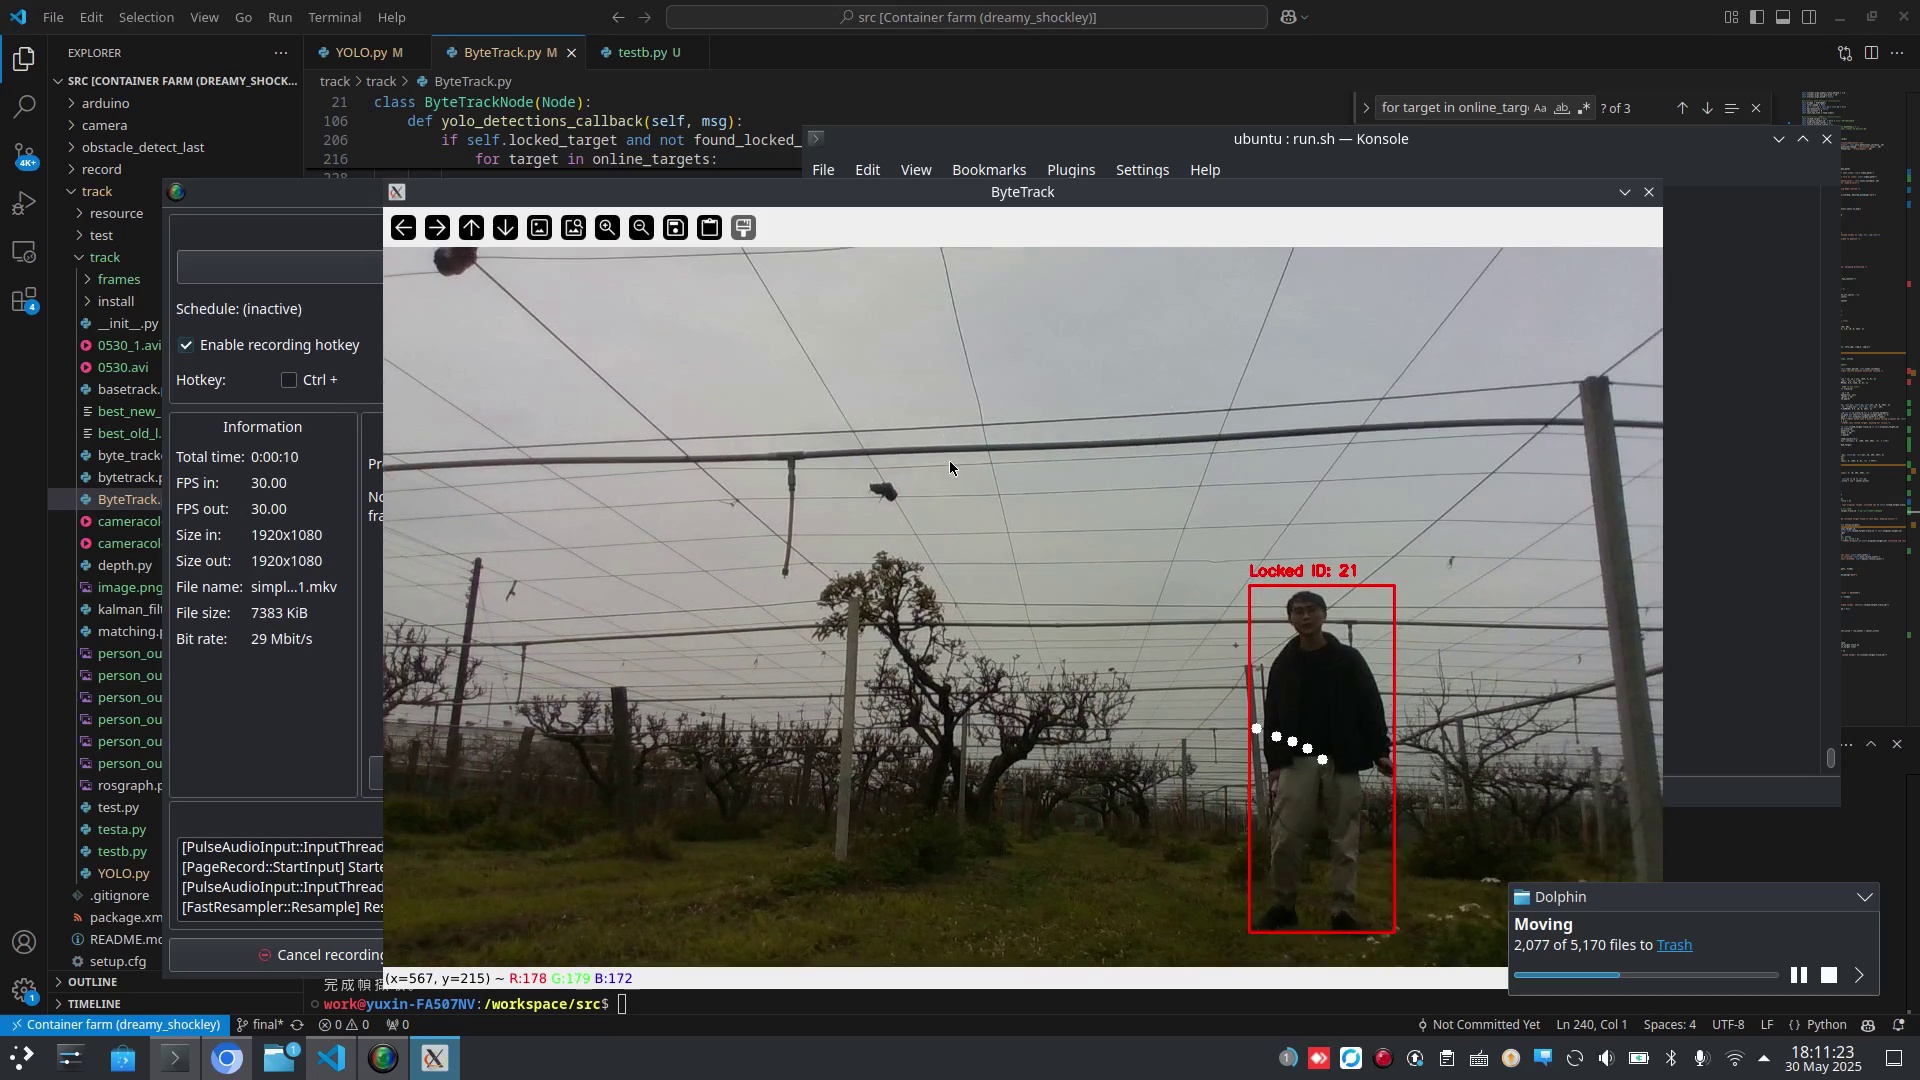 File Edit Selection View Go Run Terminal Help
src [Container farm (dreamy_shockley)]
EXPLORER
SRC [CONTAINER FARM (DREAMY_SHOCK...
arduino
camera
obstacle_detect_last
record
track
resource
test
track
frames
install
__init__.py
0530_1.avi
0530.avi
basetrack.
best_new_
best_old_l.
byte_track
bytetrack.p
ByteTrack.
cameracol
cameracol
depth.py
image.png
kalman_filt
matching.p
person_ou
person_ou
person_ou
person_ou
person_ou
person_ou
rosgraph.p
test.py
testa.py
testb.py
YOLO.py
.gitignore
package.xm
README.md
setup.cfg
OUTLINE
TIMELINE
4K+
4
1
YOLO.py M
ByteTrack.py M
testb.py U
track > track > ByteTrack.py
21 class ByteTrackNode(Node):
106 def yolo_detections_callback(self, msg):
206 if self.locked_target and not found_locked_
216 for target in online_targets:
for target in online_targ Aa ab ? of 3
ubuntu : run.sh — Konsole
File Edit View Bookmarks Plugins Settings Help
ByteTrack
Schedule: (inactive)
Enable recording hotkey
Hotkey: Ctrl +
Information
Total time: 0:00:10
FPS in: 30.00
FPS out: 30.00
Size in: 1920x1080
Size out: 1920x1080
File name: simpl...1.mkv
File size: 7383 KiB
Bit rate: 29 Mbit/s
Pr
No
fra
[PulseAudioInput::InputThread
[PageRecord::StartInput] Starte
[PulseAudioInput::InputThread
[FastResampler::Resample] Res
Cancel recording
Locked ID: 21
(x=567, y=215) ~ R:178 G:179 B:172
Dolphin
Moving
2,077 of 5,170 files to Trash
work@yuxin-FA507NV:/workspace/src$
Container farm (dreamy_shockley) final* 0 0 0
Not Committed Yet Ln 240, Col 1 Spaces: 4 UTF-8 LF {} Python
1
1
18:11:23
30 May 2025